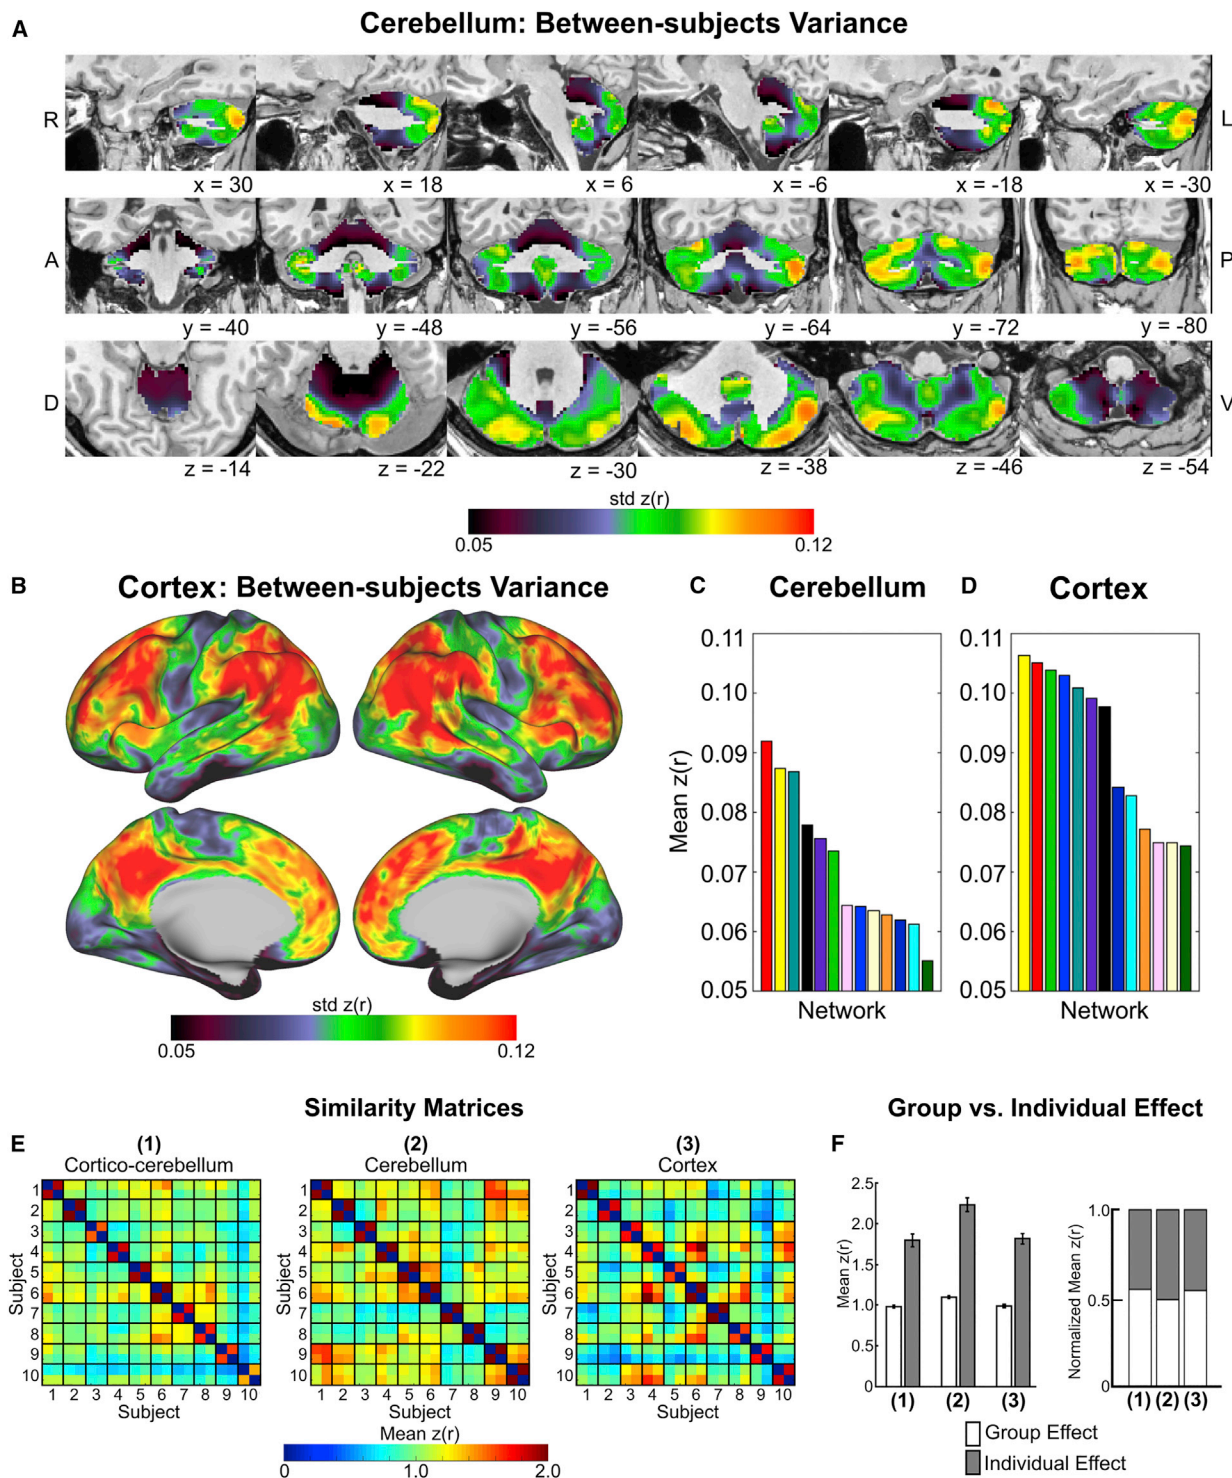 A
Cerebellum: Between-subjects Variance
R
L
x = 30
x = 18
x = 6
x = -6
x = -18
x = -30
A
P
y = -40
y = -48
y = -56
y = -64
y = -72
y = -80
D
V
z = -14
z = -22
z = -30
z = -38
z = -46
z = -54
std z(r)
0.05
0.12
B
Cortex: Between-subjects Variance
std z(r)
0.05
0.12
C
Cerebellum
0.11
0.10
0.09
0.08
0.07
0.06
0.05
Mean z(r)
Network
D
Cortex
0.11
0.10
0.09
0.08
0.07
0.06
0.05
Network
Similarity Matrices
E
(1)
Cortico-cerebellum
Subject
1
2
3
4
5
6
7
8
9
10
1 2 3 4 5 6 7 8 9 10
Subject
(2)
Cerebellum
Subject
1
2
3
4
5
6
7
8
9
10
1 2 3 4 5 6 7 8 9 10
Subject
(3)
Cortex
Subject
1
2
3
4
5
6
7
8
9
10
1 2 3 4 5 6 7 8 9 10
Subject
Mean z(r)
0
1.0
2.0
Group vs. Individual Effect
F
2.5
2.0
1.5
1.0
0.5
0
Mean z(r)
(1) (2) (3)
1.0
0.5
0
Normalized Mean z(r)
(1) (2) (3)
Group Effect
Individual Effect